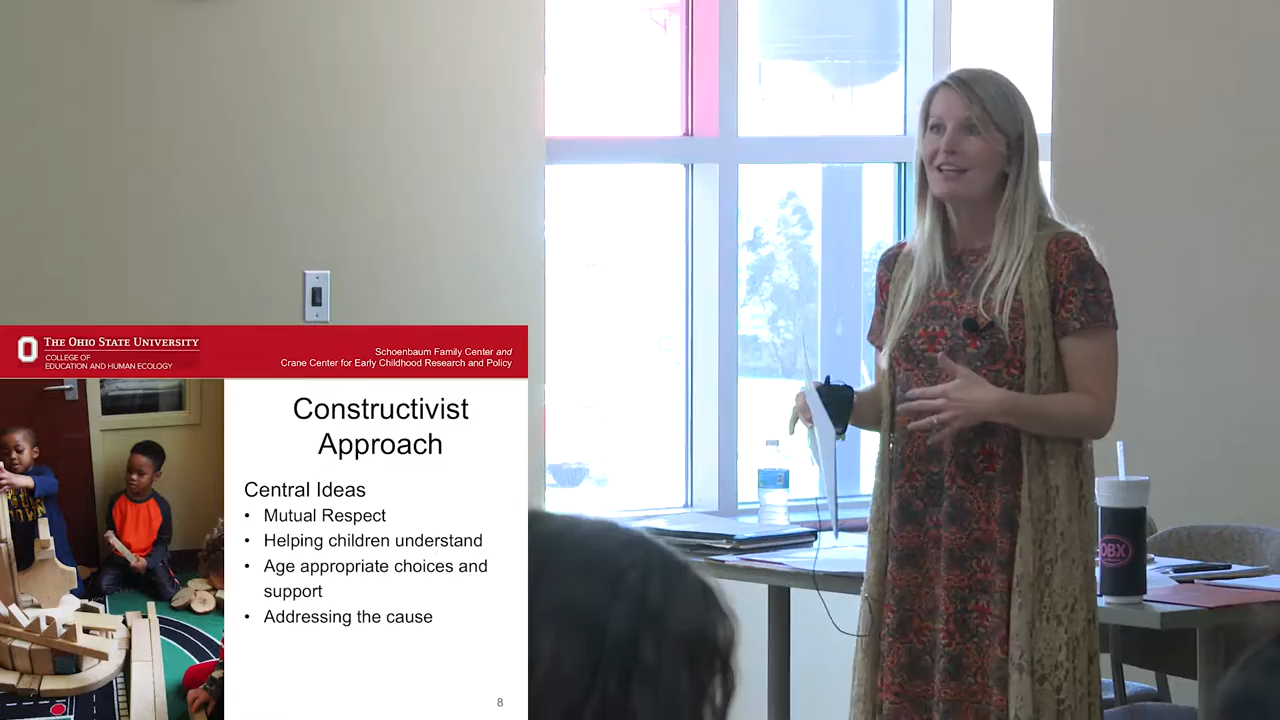 THE OHIO STATE UNIVERSITY
COLLEGE OF
EDUCATION AND HUMAN ECOLOGY
Schoenbaum Family Center and
Crane Center for Early Childhood Research and Policy
Constructivist
Approach
Central Ideas
• Mutual Respect
• Helping children understand
• Age appropriate choices and
support
• Addressing the cause
8
OBX